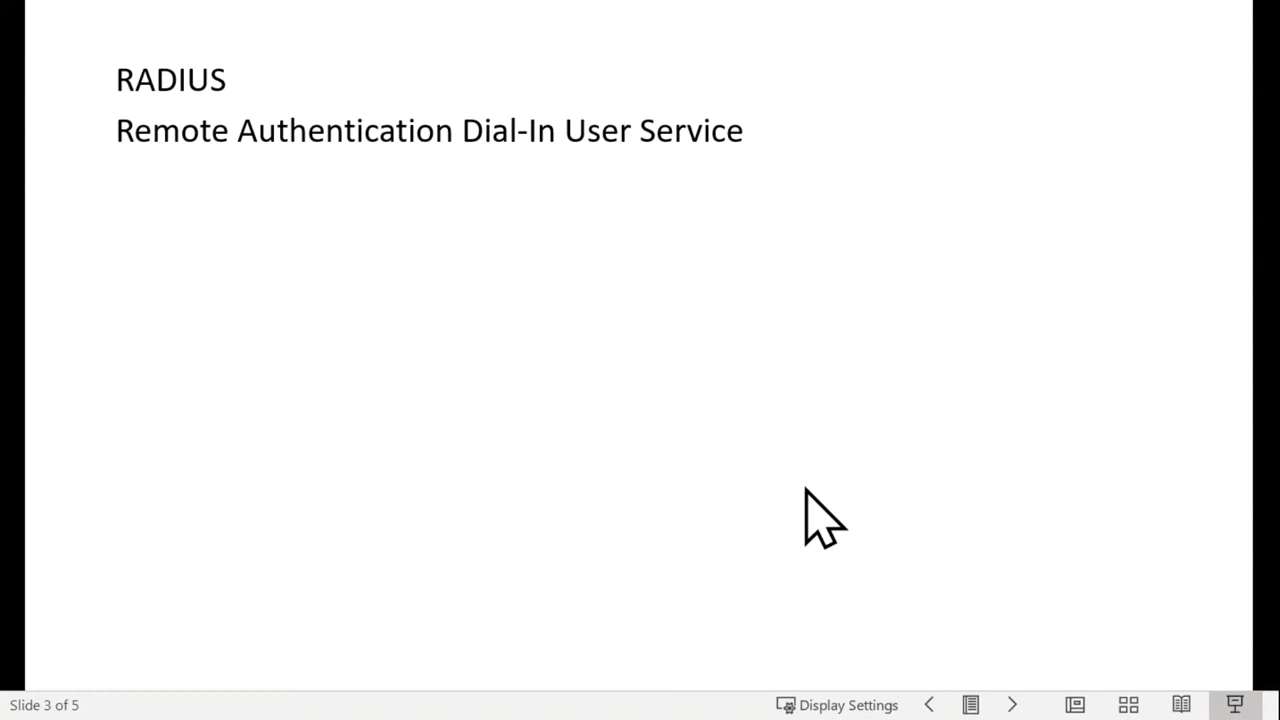 RADIUS
Remote Authentication Dial-In User Service
Slide 3 of 5
Display Settings